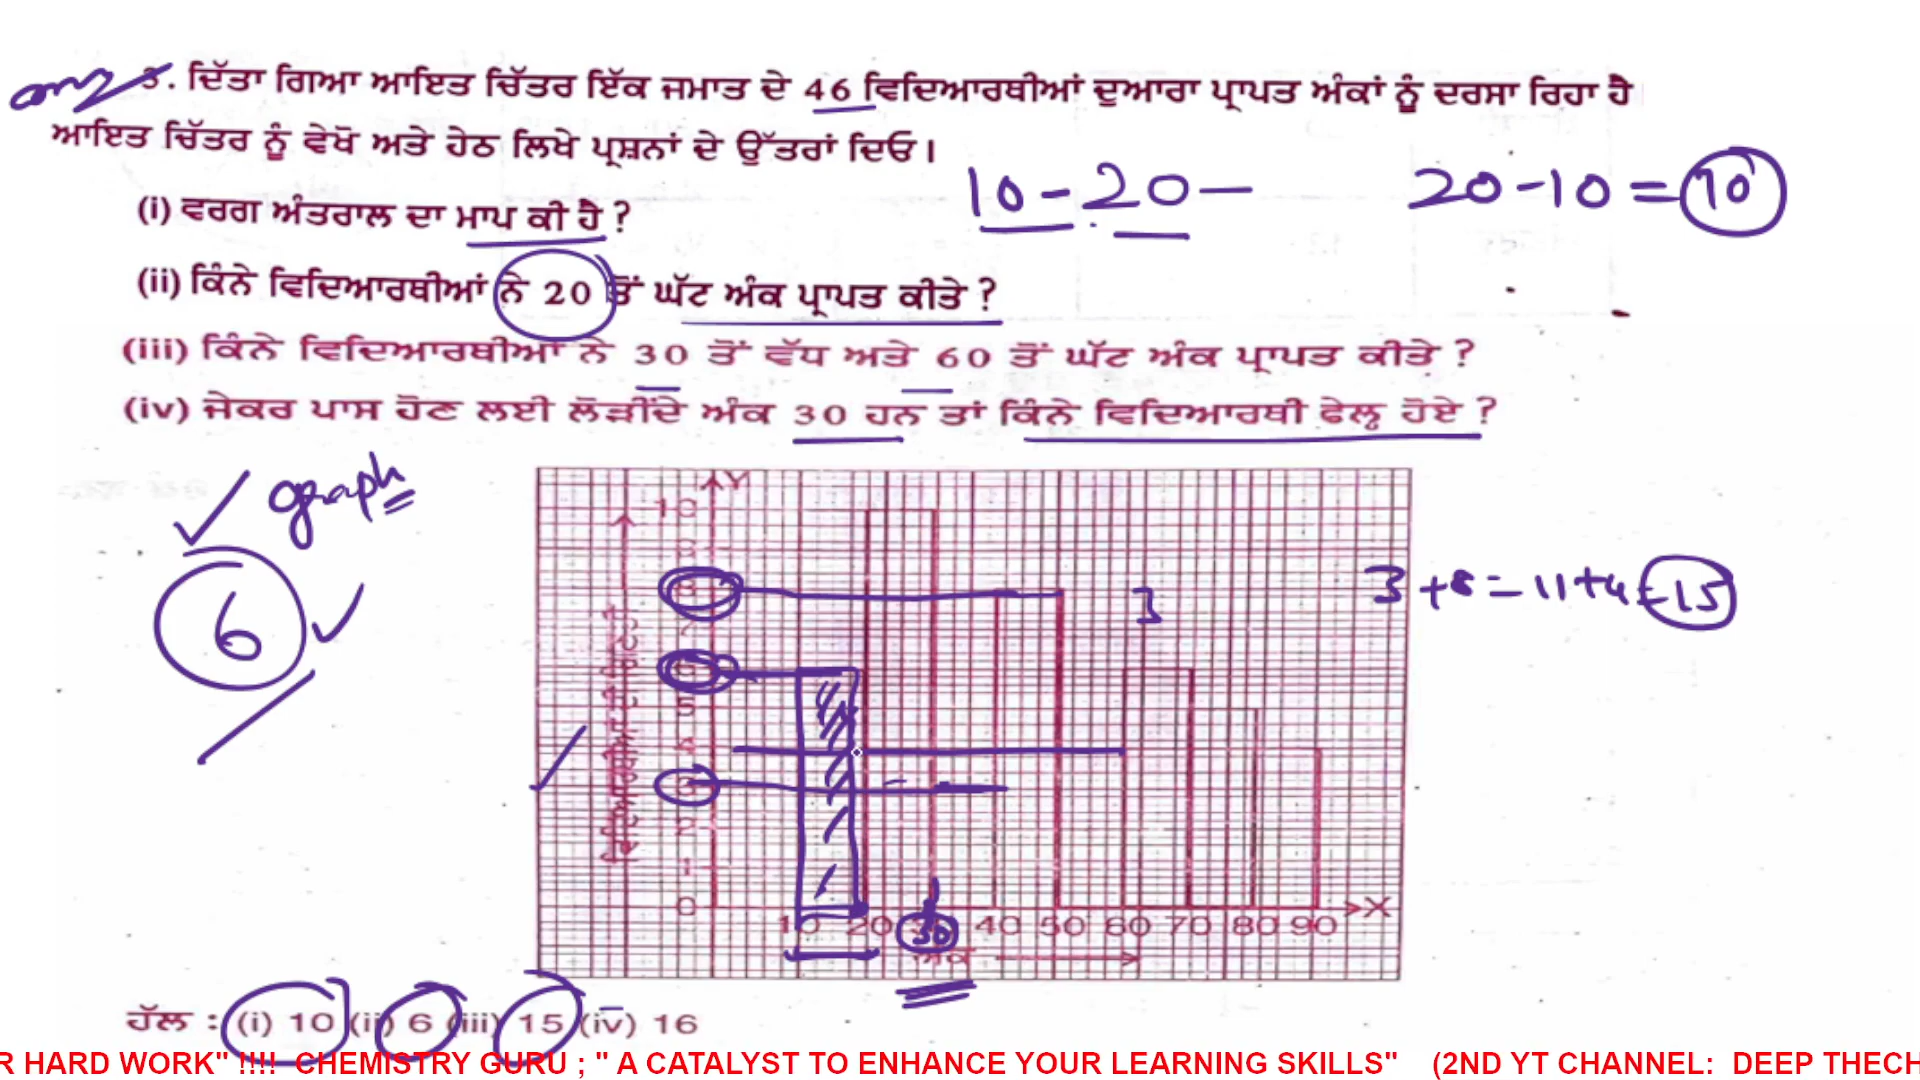 3. ਦਿੱਤਾ ਗਿਆ ਆਇਤ ਚਿੱਤਰ ਇੱਕ ਜਮਾਤ ਦੇ 46 ਵਿਦਿਆਰਥੀਆਂ ਦੁਆਰਾ ਪ੍ਰਾਪਤ ਅੰਕਾਂ ਨੂੰ ਦਰਸਾ ਰਿਹਾ ਹੈ
ਆਇਤ ਚਿੱਤਰ ਨੂੰ ਵੇਖੋ ਅਤੇ ਹੇਠ ਲਿਖੇ ਪ੍ਰਸ਼ਨਾਂ ਦੇ ਉੱਤਰਾਂ ਦਿਓ।
10-20- 20-10=10
(i) ਵਰਗ ਅੰਤਰਾਲ ਦਾ ਮਾਪ ਕੀ ਹੈ ?
(ii) ਕਿੰਨੇ ਵਿਦਿਆਰਥੀਆਂ ਨੇ 20 ਤੋਂ ਘੱਟ ਅੰਕ ਪ੍ਰਾਪਤ ਕੀਤੇ ?
(iii) ਕਿੰਨੇ ਵਿਦਿਆਰਥੀਆਂ ਨੇ 30 ਤੋਂ ਵੱਧ ਅਤੇ 60 ਤੋਂ ਘੱਟ ਅੰਕ ਪ੍ਰਾਪਤ ਕੀਤੇ ?
(iv) ਜੇਕਰ ਪਾਸ ਹੋਣ ਲਈ ਲੋੜੀਂਦੇ ਅੰਕ 30 ਹਨ ਤਾਂ ਕਿੰਨੇ ਵਿਦਿਆਰਥੀ ਫੇਲ੍ਹ ਹੋਏ ?
graph
6
Y
10
5
4
2
1
0
3
3+8=11+4=15
10 20 30 40 50 60 70 80 90 X
ਅੰਕ
ਹੱਲ : (i) 10 (ii) 6 (iii) 15 (iv) 16
R HARD WORK" !!!! CHEMISTRY GURU ; " A CATALYST TO ENHANCE YOUR LEARNING SKILLS" (2ND YT CHANNEL: DEEP THECH